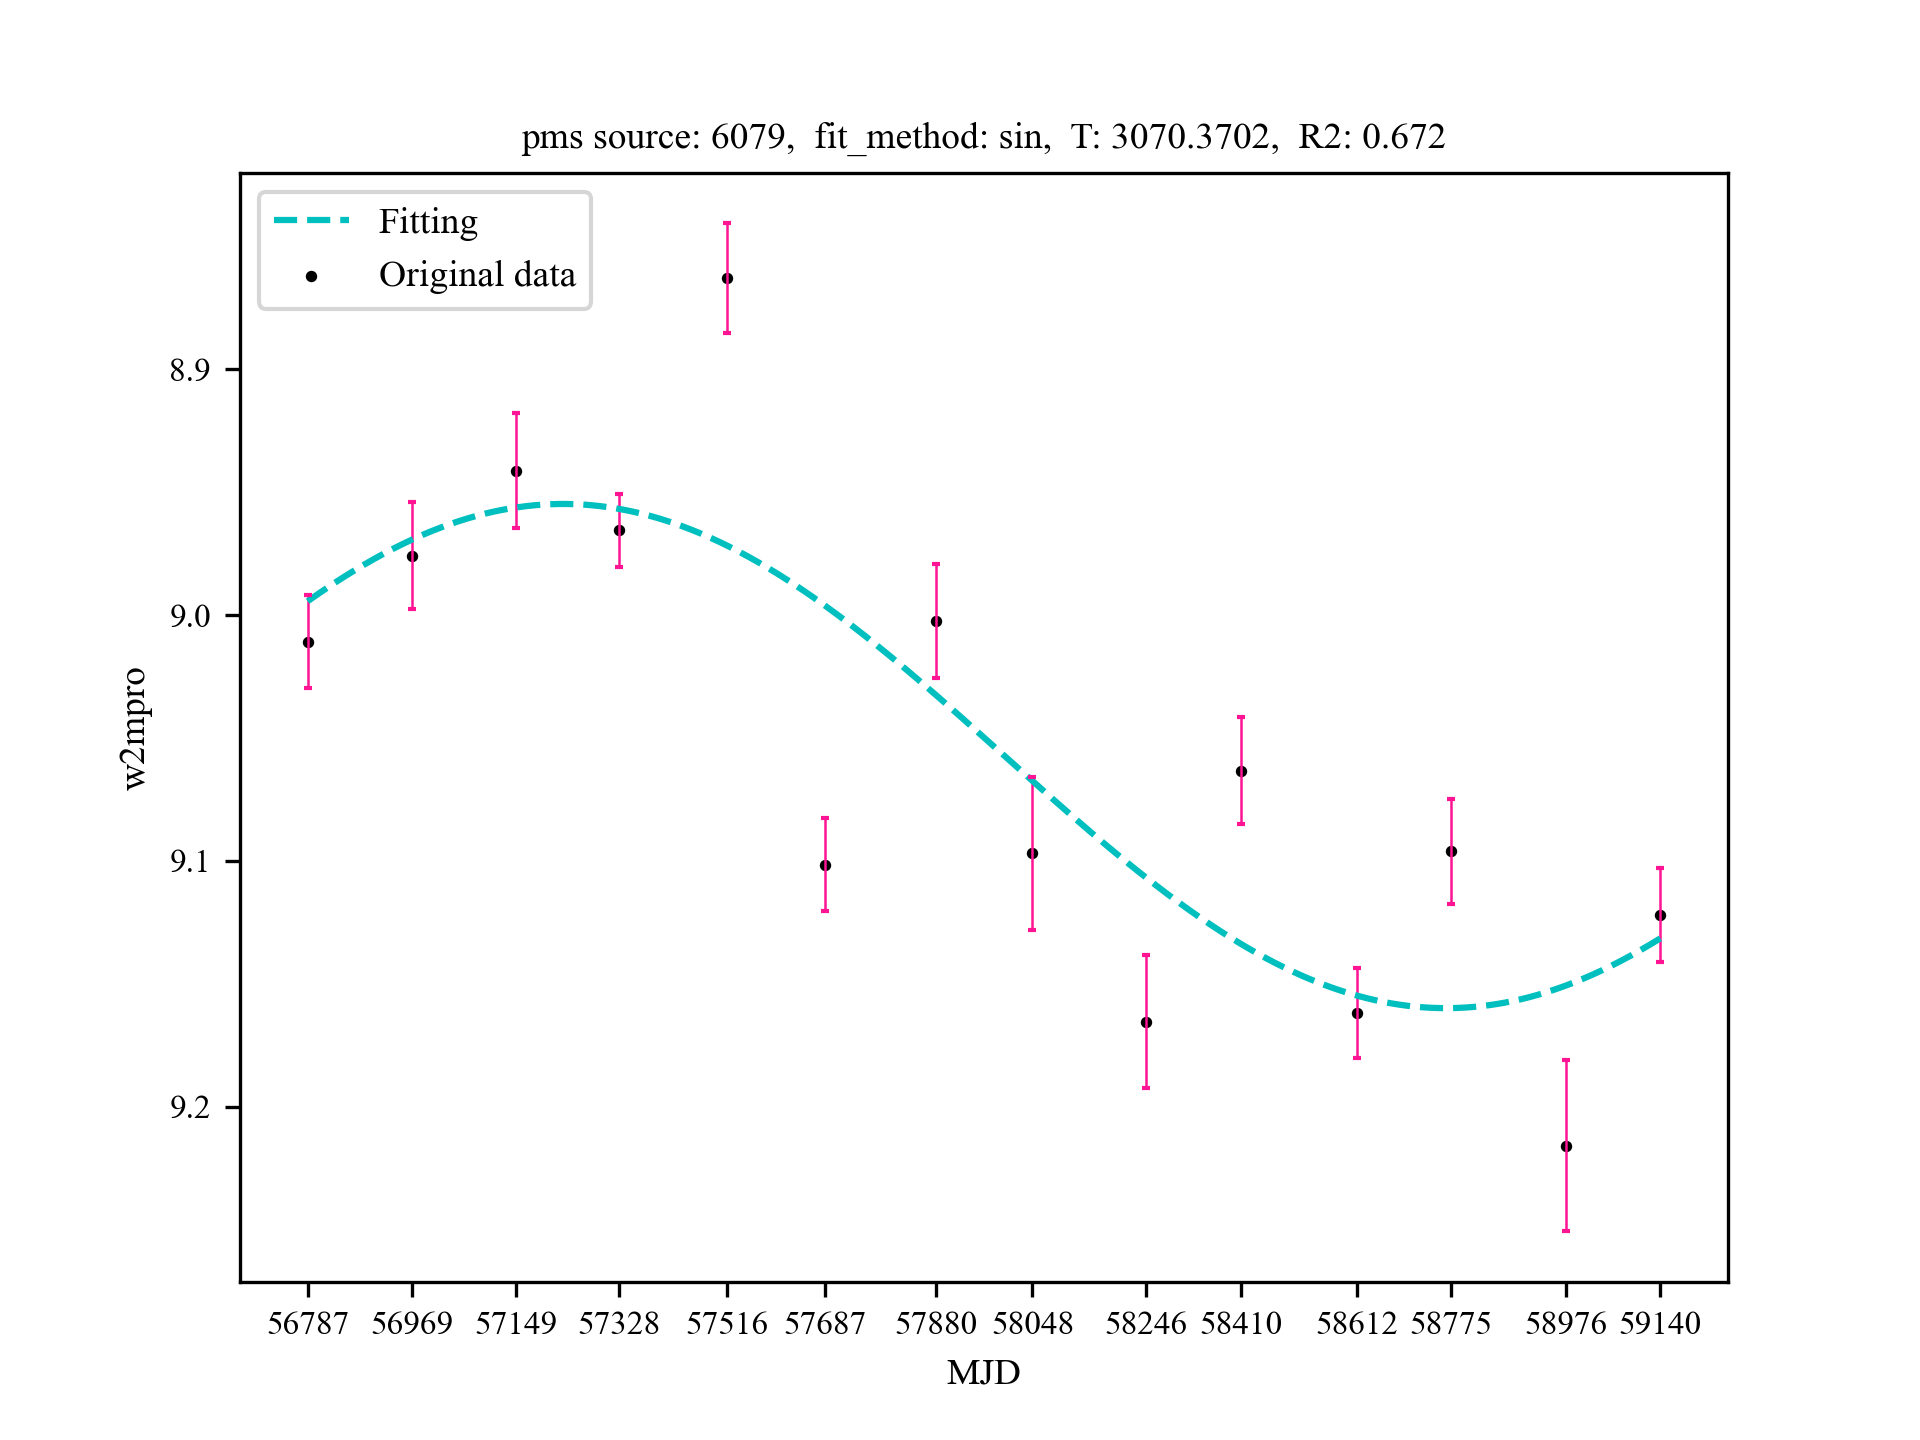 pms source: 6079,  fit_method: sin,  T: 3070.3702,  R2: 0.672
Fitting
Original data
8.9
9.0
9.1
9.2
w2mpro
56787 56969 57149 57328 57516 57687 57880 58048 58246 58410 58612 58775 58976 59140
MJD